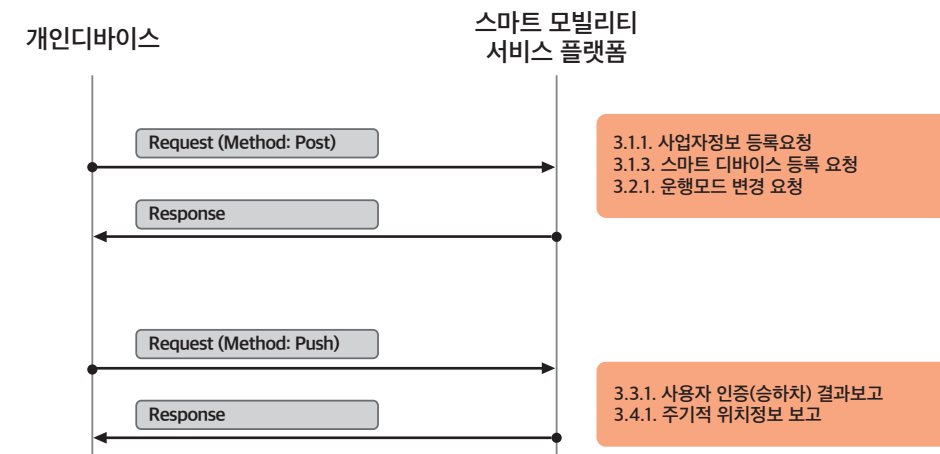 개인디바이스
스마트 모빌리티
서비스 플랫폼
Request (Method: Post)
3.1.1. 사업자정보 등록요청
3.1.3. 스마트 디바이스 등록 요청
3.2.1. 운행모드 변경 요청
Response
Request (Method: Push)
3.3.1. 사용자 인증(승하차) 결과보고
3.4.1. 주기적 위치정보 보고
Response